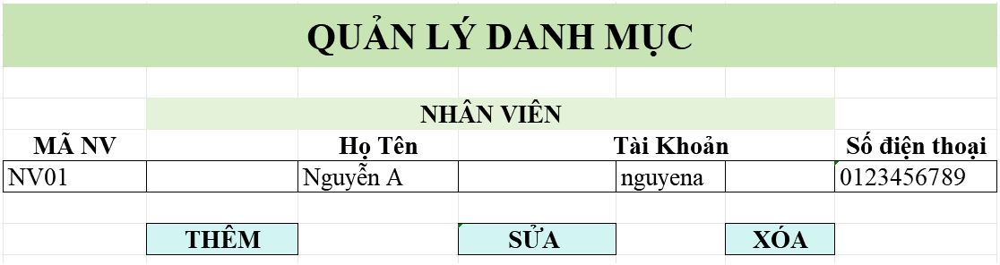 QUẢN LÝ DANH MỤC
NHÂN VIÊN
MÃ NV Họ Tên Tài Khoản Số điện thoại
NV01 Nguyễn A nguyena 0123456789
THÊM SỬA XÓA